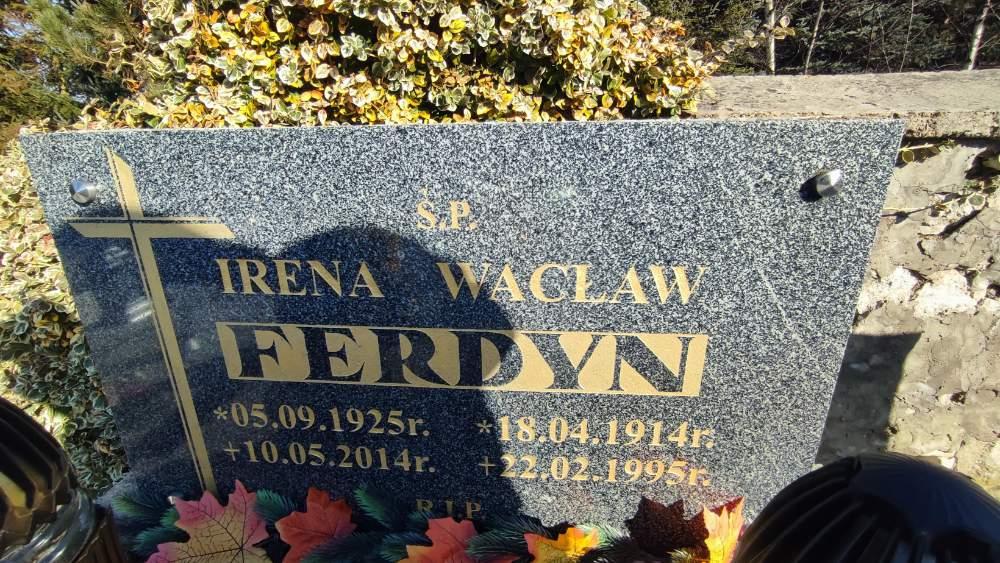 Ś.P.
IRENA WACŁAW
FERDYN
*05.09.1925r. *18.04.1914r.
+10.05.2014r. +22.02.1995r.
R.I.P.